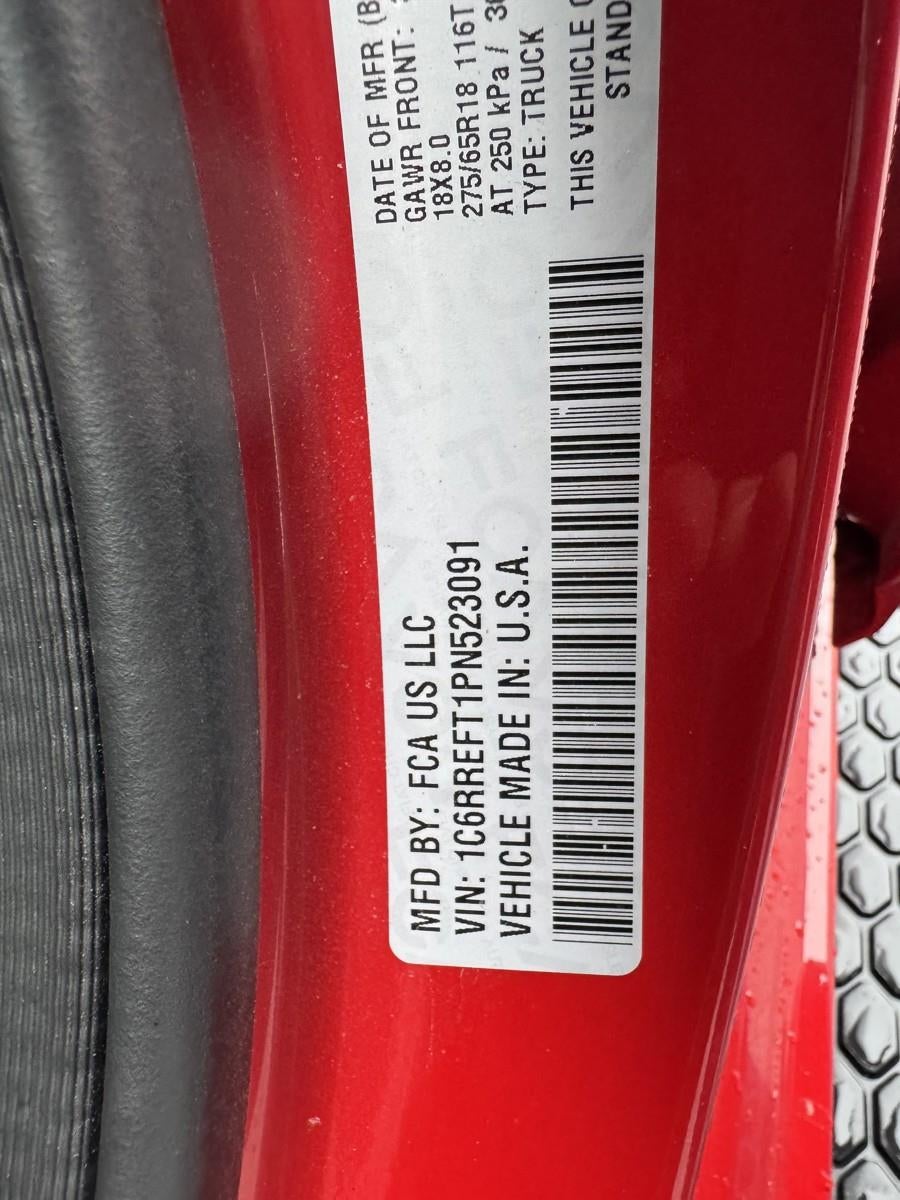 MFD BY: FCA US LLC
VIN: 1C6RREFT1PN523091
VEHICLE MADE IN: U.S.A.
DATE OF MFR
GAWR FRONT:
18X8.0
275/65R18 116T
AT 250 kPa /
TYPE: TRUCK
THIS VEHICLE